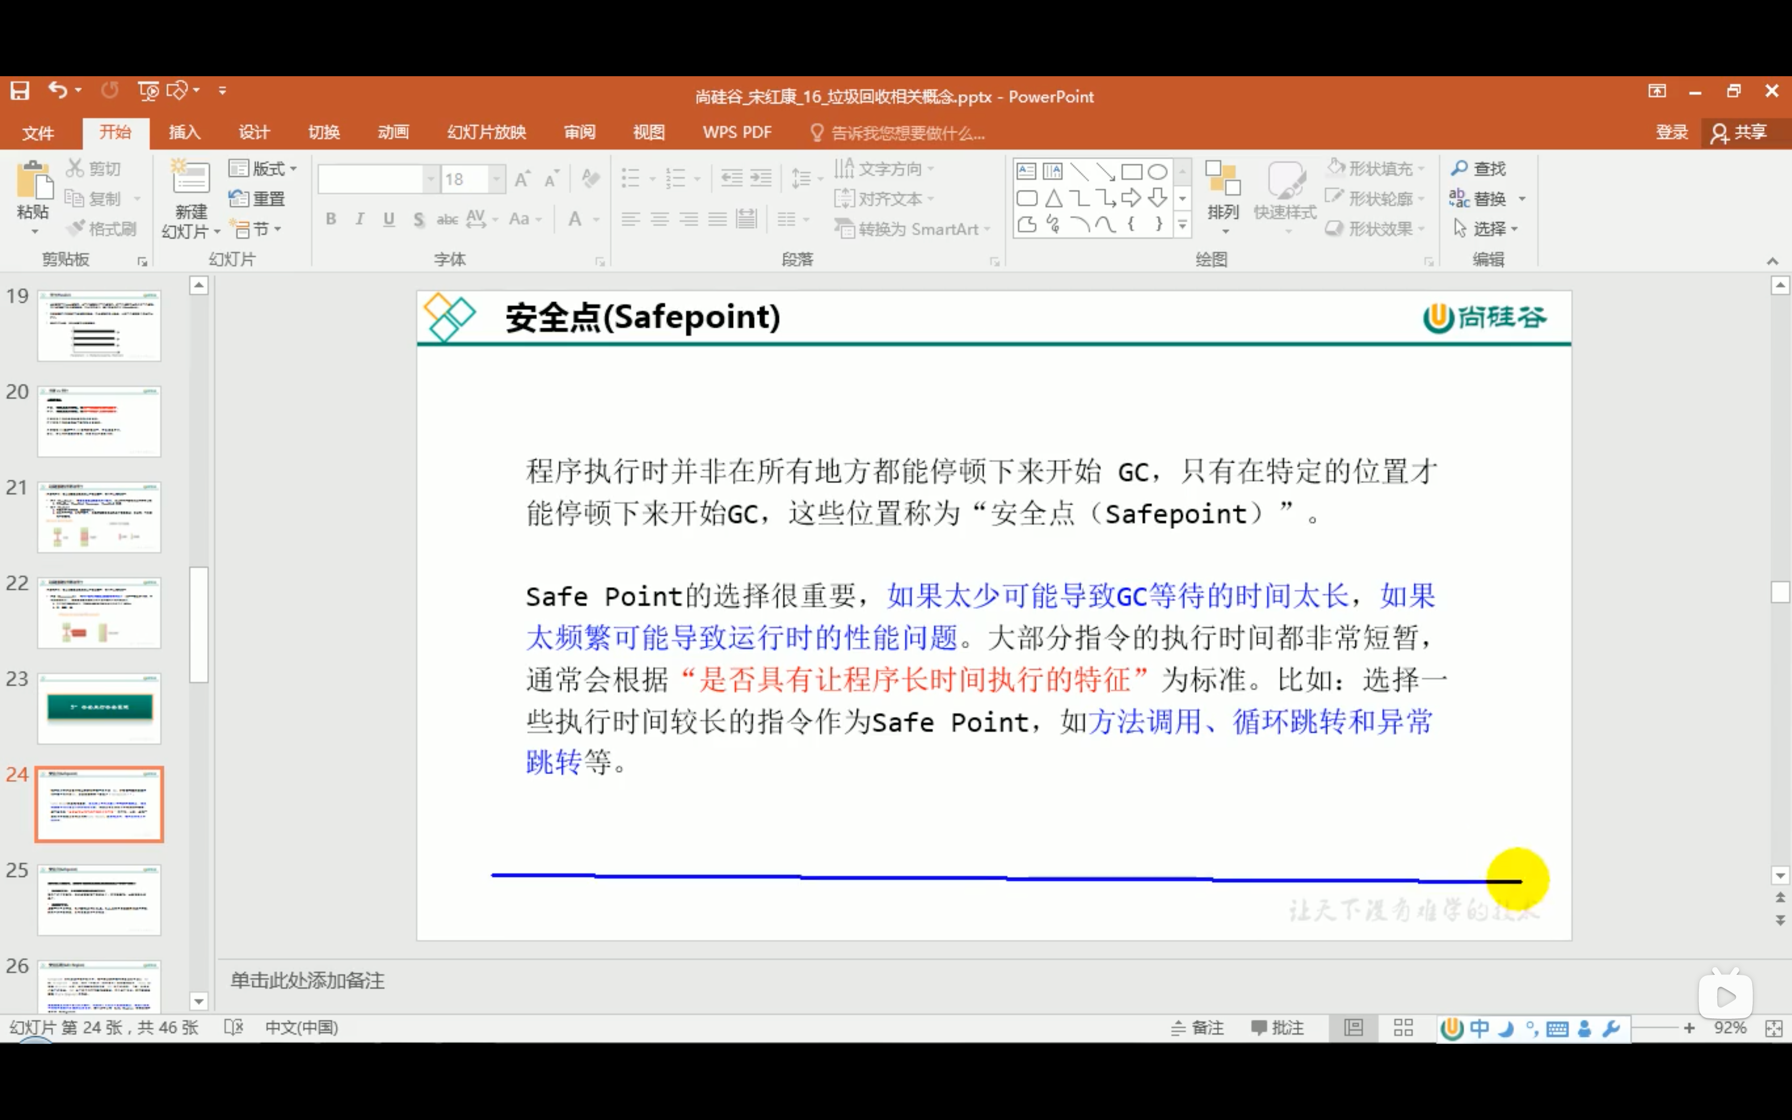 尚硅谷_宋红康_16_垃圾回收相关概念.pptx - PowerPoint
文件 开始 插入 设计 切换 动画 幻灯片放映 审阅 视图 WPS PDF 告诉我您想要做什么... 登录 共享
粘贴 剪切 复制 格式刷 剪贴板
新建幻灯片 版式 重置 节 幻灯片
18
B I U S abc AV Aa A
字体
文字方向 对齐文本 转换为 SmartArt 段落
排列 快速样式 形状填充 形状轮廓 形状效果 绘图
查找 替换 选择 编辑
19
20
21
22
23
24
25
26
安全点(Safepoint)
尚硅谷
程序执行时并非在所有地方都能停顿下来开始 GC，只有在特定的位置才
能停顿下来开始GC，这些位置称为“安全点（Safepoint）”。
Safe Point的选择很重要，如果太少可能导致GC等待的时间太长，如果
太频繁可能导致运行时的性能问题。大部分指令的执行时间都非常短暂，
通常会根据“是否具有让程序长时间执行的特征”为标准。比如：选择一
些执行时间较长的指令作为Safe Point，如方法调用、循环跳转和异常
跳转等。
让天下没有难学的技术
单击此处添加备注
幻灯片 第 24 张，共 46 张 中文(中国) 备注 批注 中 92%